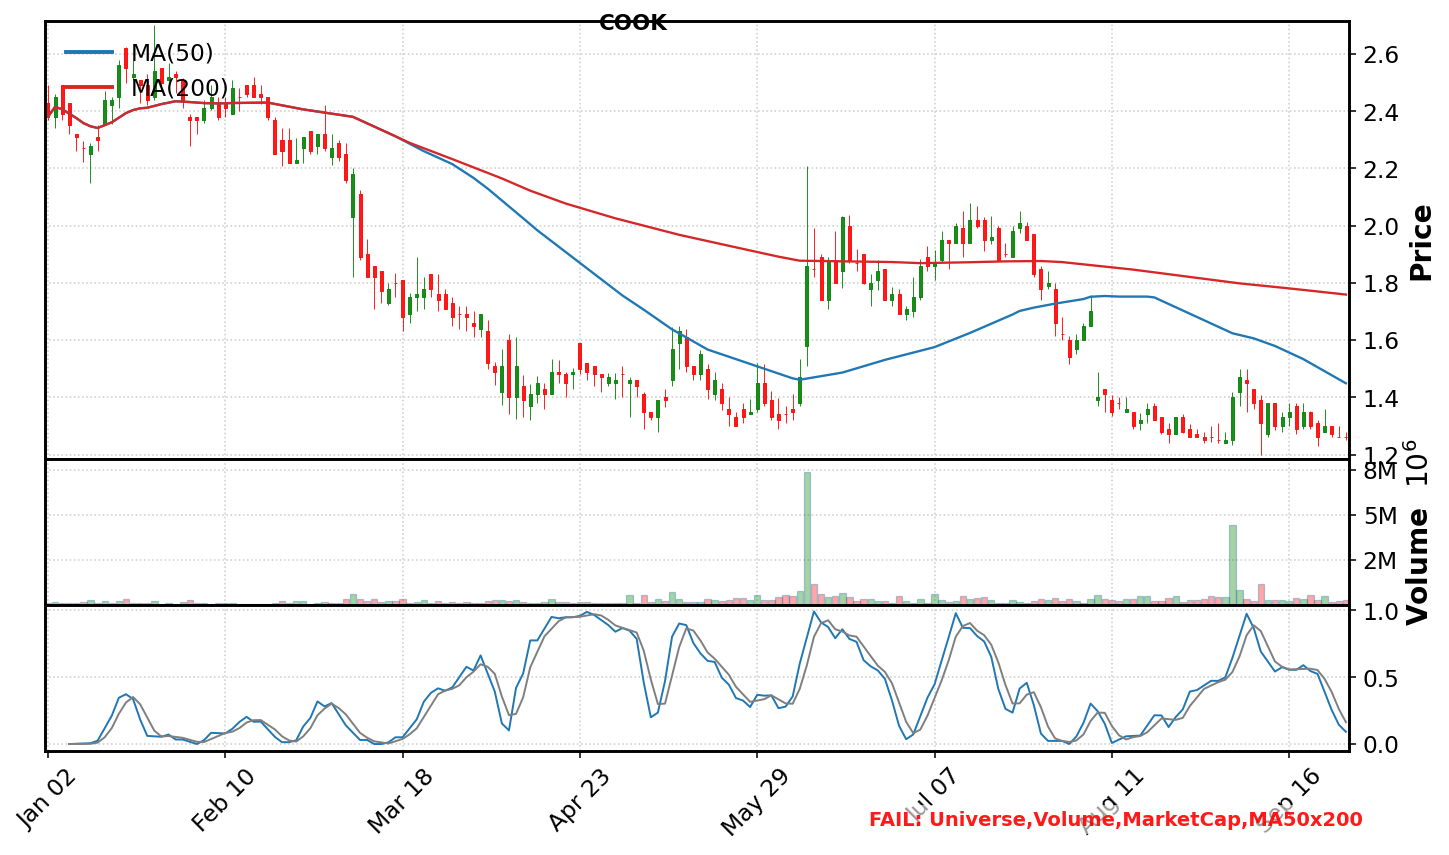 COOK
MA(50)
MA(200)
2.6
2.4
2.2
2.0
1.8
1.6
1.4
1.2
Price
10^6
8M
5M
2M
Volume
1.0
0.5
0.0
Jan 02
Feb 10
Mar 18
Apr 23
May 29
Jul 07
Aug 11
Sep 16
FAIL: Universe,Volume,MarketCap,MA50x200